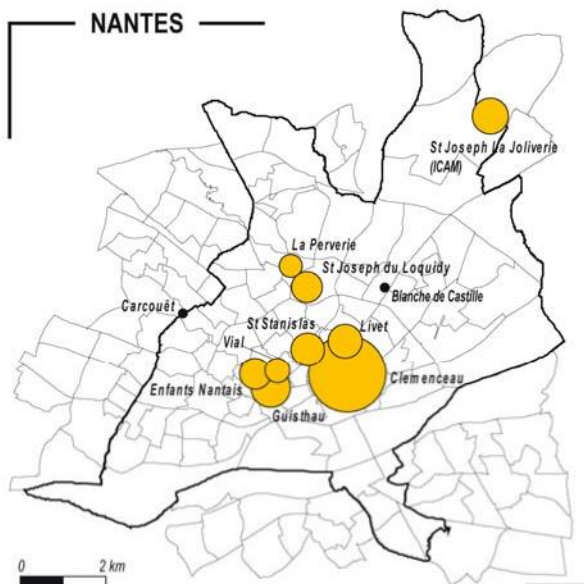 NANTES
St Joseph La Joliverie
(ICAM)
La Perverie
St Joseph du Loquidy
Blanche de Castille
Carcouët
St Stanislas
Livet
Vial
Enfants Nantais
Clemenceau
Guisthau
0 2 km